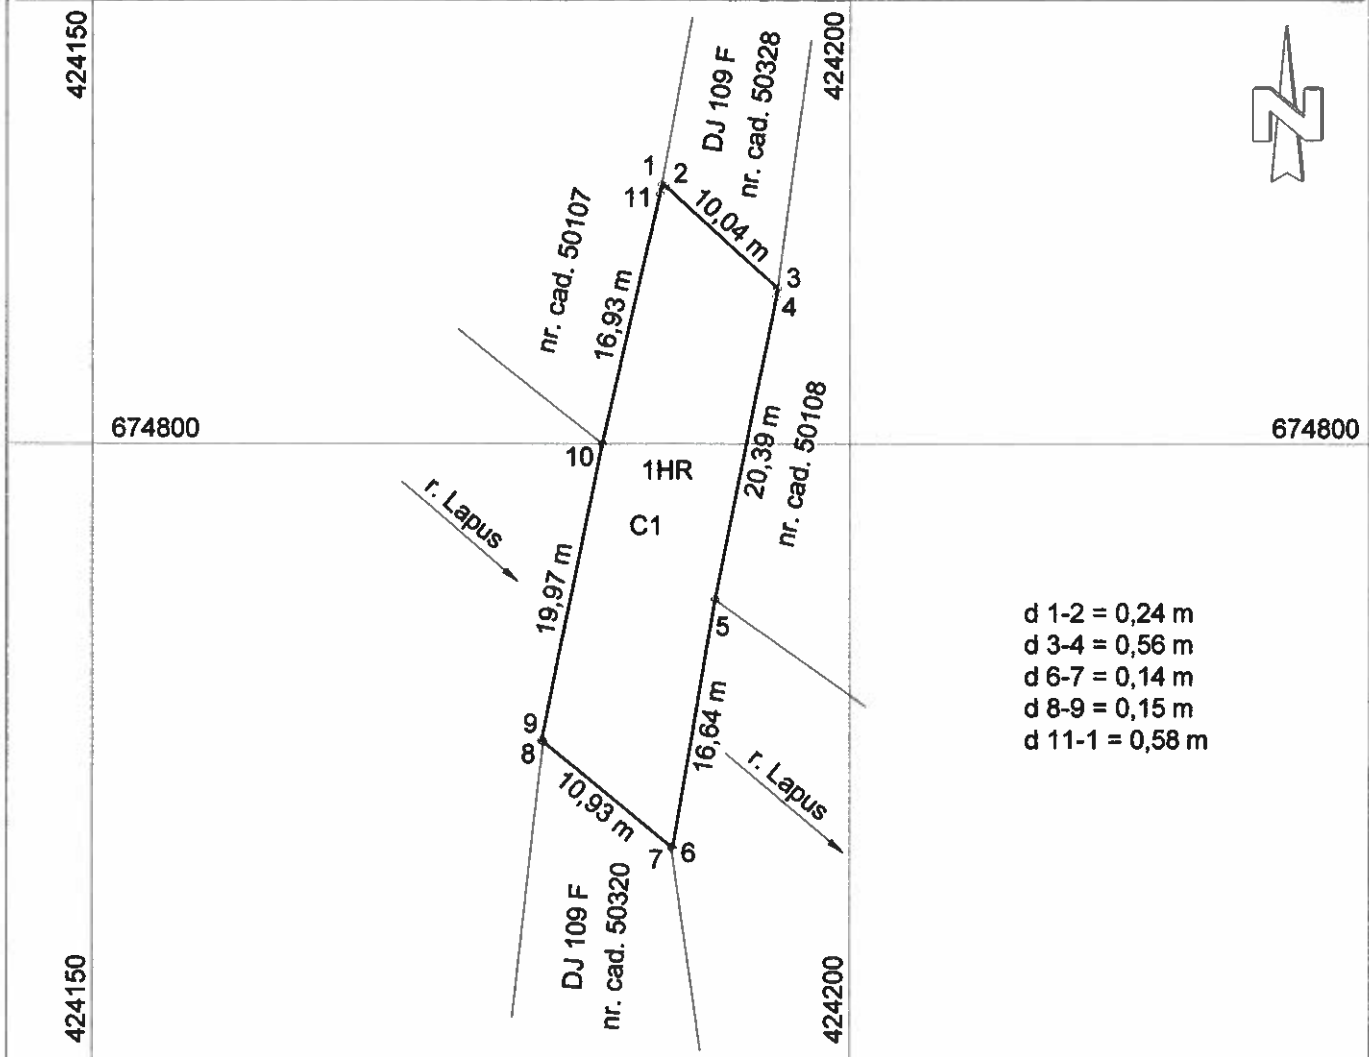 424150
424200
DJ 109 F
nr. cad. 50328
N
1
2
11
10,04 m
nr. cad. 50107
16,93 m
3
4
674800
674800
10
1HR
20,39 m
nr. cad. 50108
r. Lapus
C1
19,97 m
5
d 1-2 = 0,24 m
d 3-4 = 0,56 m
d 6-7 = 0,14 m
d 8-9 = 0,15 m
d 11-1 = 0,58 m
16,64 m
9
8
r. Lapus
10,93 m
7
6
DJ 109 F
nr. cad. 50320
424150
424200